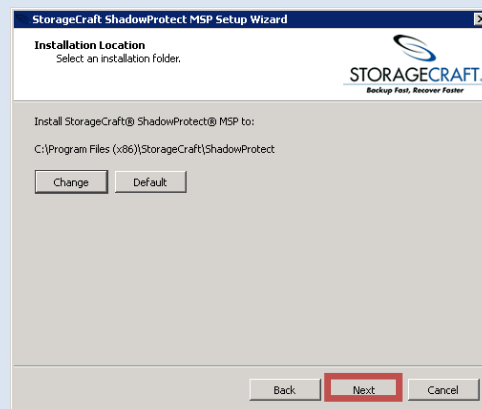 StorageCraft ShadowProtect MSP Setup Wizard
Installation Location
Select an installation folder.
STORAGECRAFT.
Backup Fast, Recover Faster
Install StorageCraft® ShadowProtect® MSP to:
C:\Program Files (x86)\StorageCraft\ShadowProtect
Change Default
Back Next Cancel